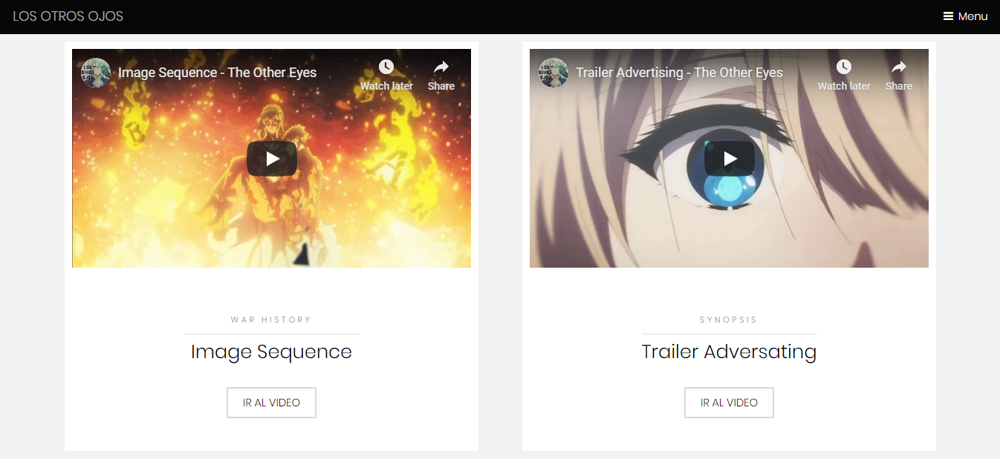 LOS OTROS OJOS
Menu
Image Sequence - The Other Eyes
Watch later
Share
Trailer Advertising - The Other Eyes
Watch later
Share
WAR HISTORY
Image Sequence
IR AL VIDEO
SYNOPSIS
Trailer Adversating
IR AL VIDEO